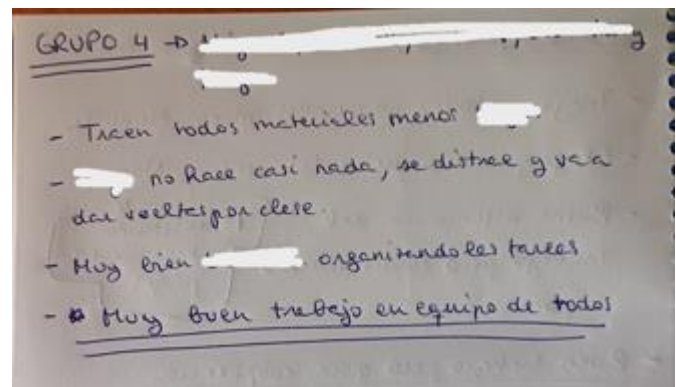 GRUPO 4 → y
- Traen todos materiales menos
- no hace casi nada, se distrae y va a
dar vueltas por clase.
- Muy bien organizando las tareas
- Muy buen trabajo en equipo de todos